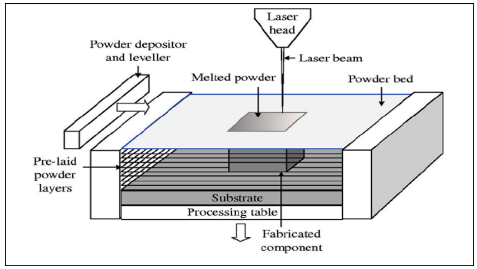 Laser
head
Powder depositor
and leveller
Laser beam
Melted powder
Powder bed
Pre-laid
powder
layers
Substrate
Processing table
Fabricated
component